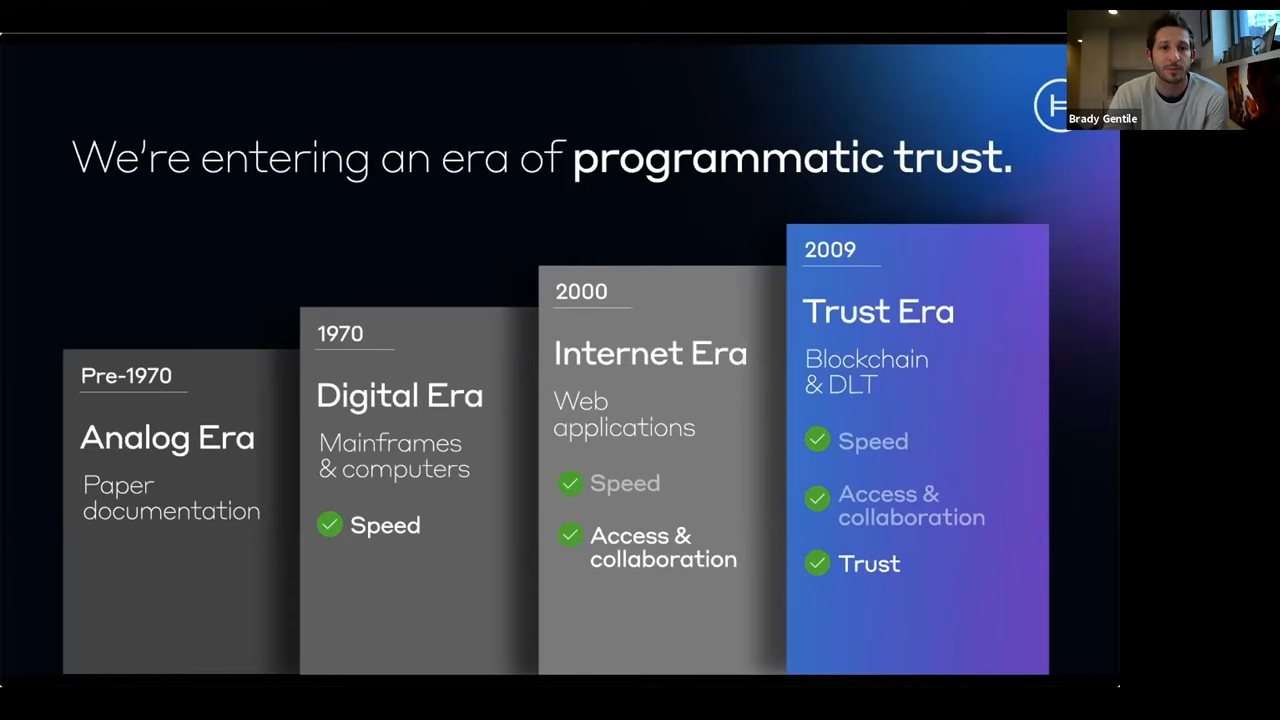 Brady Gentile
We're entering an era of programmatic trust.
Pre-1970
Analog Era
Paper
documentation
1970
Digital Era
Mainframes
& computers
Speed
2000
Internet Era
Web
applications
Speed
Access &
collaboration
2009
Trust Era
Blockchain
& DLT
Speed
Access &
collaboration
Trust